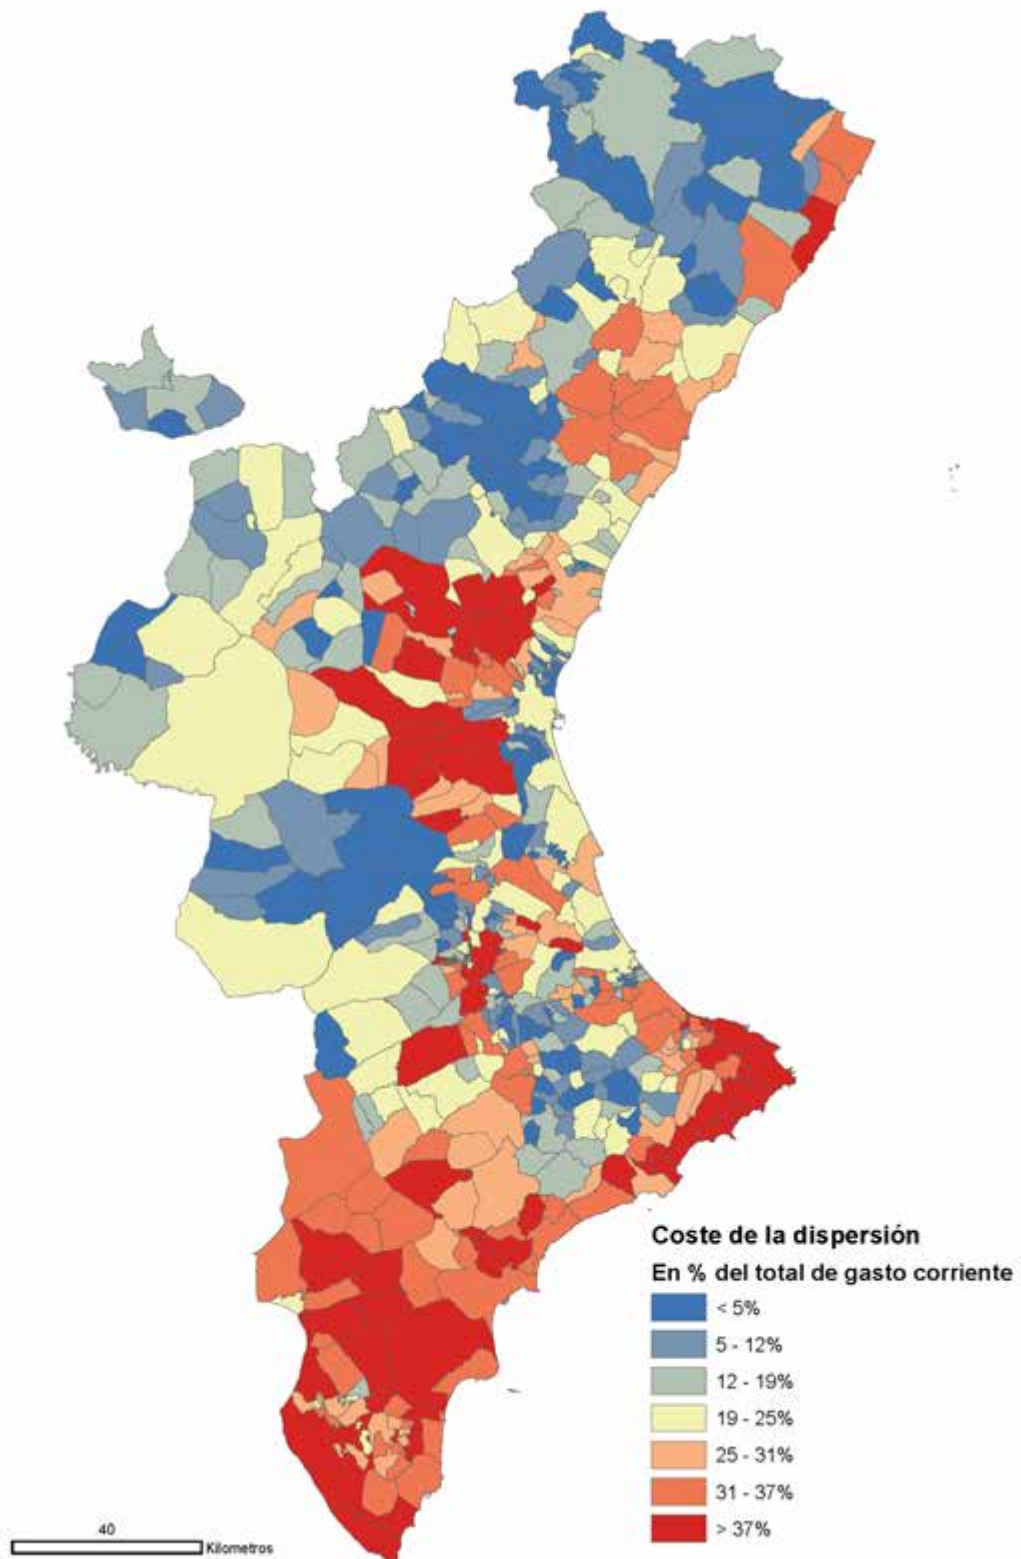 Coste de la dispersión
En % del total de gasto corriente
< 5%
5 - 12%
12 - 19%
19 - 25%
25 - 31%
31 - 37%
> 37%
40
Kilometros